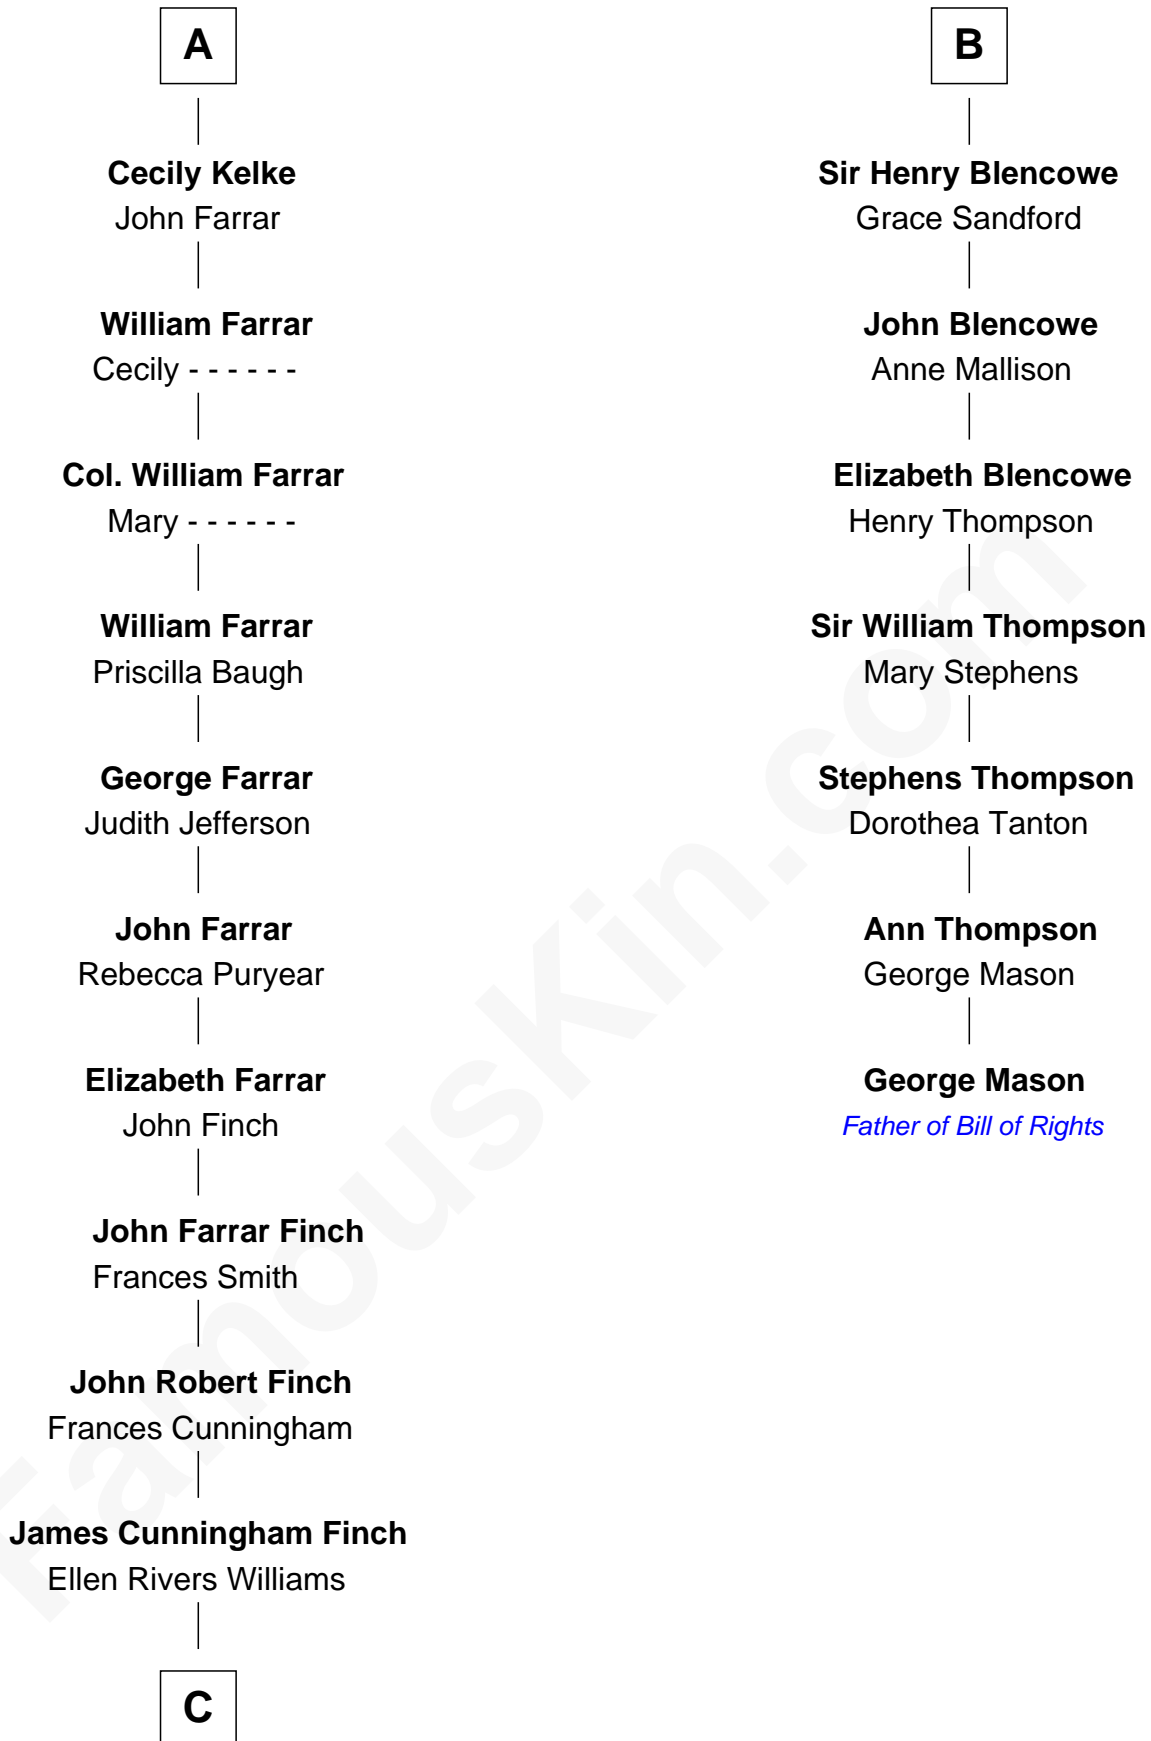 A
Cecily Kelke
John Farrar
William Farrar
Cecily - - - - - -
Col. William Farrar
Mary - - - - - -
William Farrar
Priscilla Baugh
George Farrar
Judith Jefferson
John Farrar
Rebecca Puryear
Elizabeth Farrar
John Finch
John Farrar Finch
Frances Smith
John Robert Finch
Frances Cunningham
James Cunningham Finch
Ellen Rivers Williams
C
B
Sir Henry Blencowe
Grace Sandford
John Blencowe
Anne Mallison
Elizabeth Blencowe
Henry Thompson
Sir William Thompson
Mary Stephens
Stephens Thompson
Dorothea Tanton
Ann Thompson
George Mason
George Mason
Father of Bill of Rights
FamousKin.com